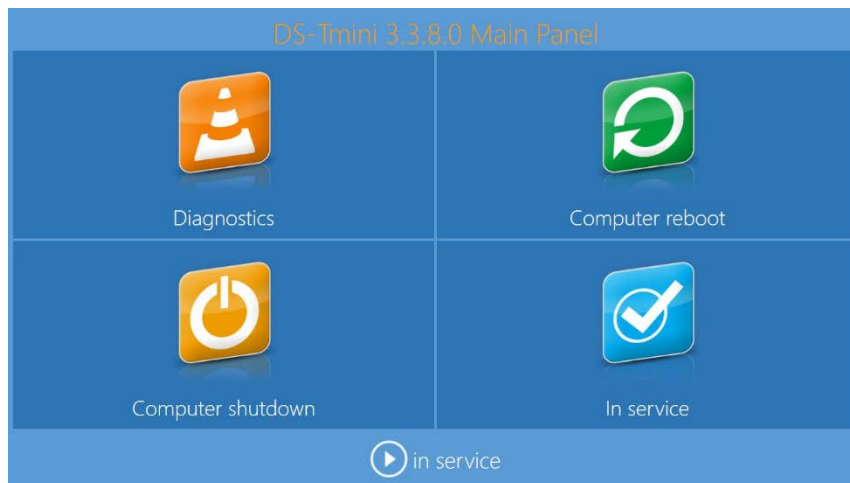 DS-Tmini 3.3.8.0 Main Panel
Diagnostics
Computer reboot
Computer shutdown
In service
in service